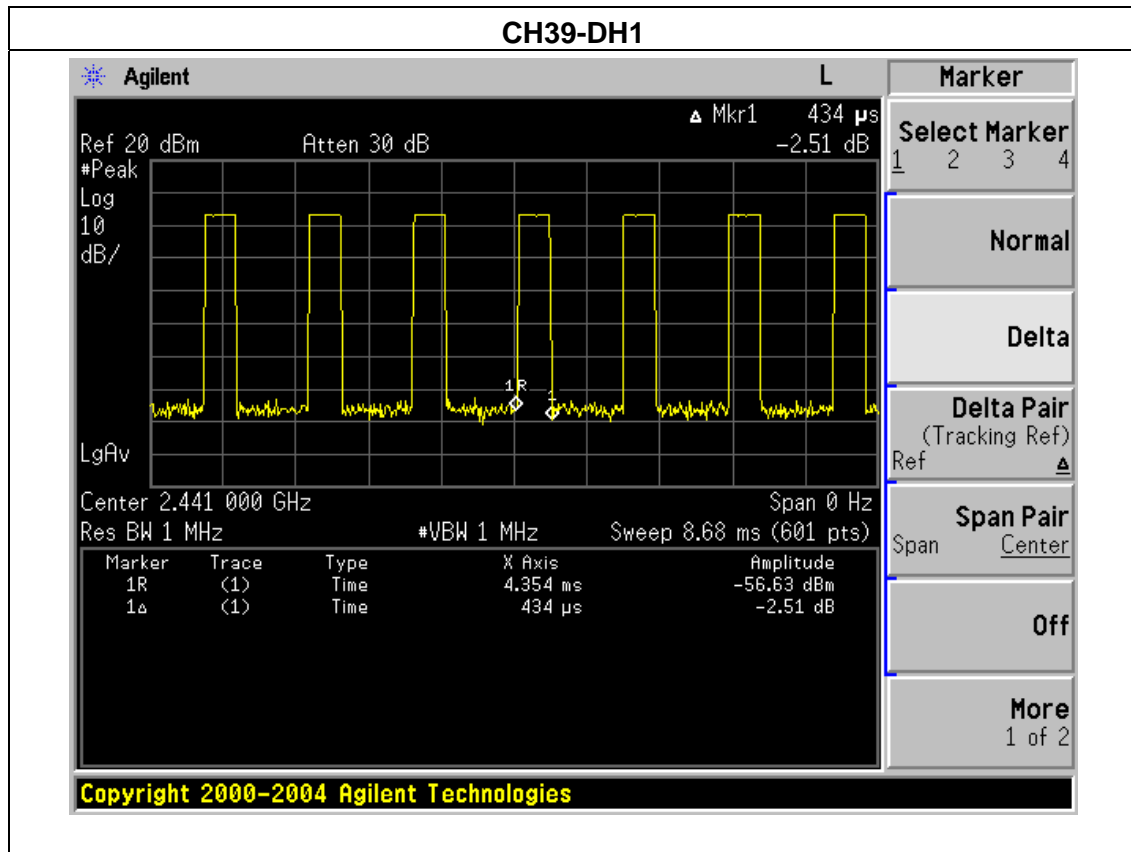 CH39-DH1
Agilent L Marker
Δ Mkr1 434 µs
Ref 20 dBm Atten 30 dB -2.51 dB
#Peak
Log
10
dB/
1R 1
LgAv
Center 2.441 000 GHz Span 0 Hz
Res BW 1 MHz #VBW 1 MHz Sweep 8.68 ms (601 pts)
Marker Trace Type X Axis Amplitude
1R (1) Time 4.354 ms -56.63 dBm
1Δ (1) Time 434 µs -2.51 dB
Select Marker
1 2 3 4
Normal
Delta
Delta Pair
(Tracking Ref)
Ref Δ
Span Pair
Span Center
Off
More
1 of 2
Copyright 2000-2004 Agilent Technologies